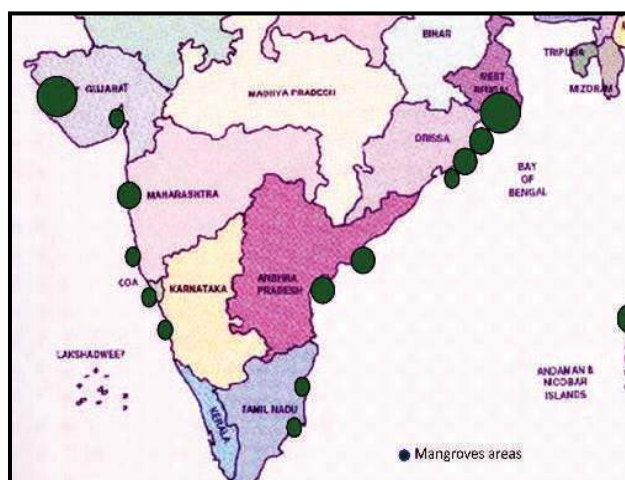 BIHAR
TRIPURA
GUJARAT
WEST
BENGAL
MADHYA PRADESH
MIZORAM
ORISSA
BAY
OF
BENGAL
MAHARASHTRA
GOA
KARNATAKA
ANDHRA
PRADESH
LAKSHADWEEP
ANDAMAN &
NICOBAR
ISLANDS
TAMIL NADU
KERALA
Mangroves areas